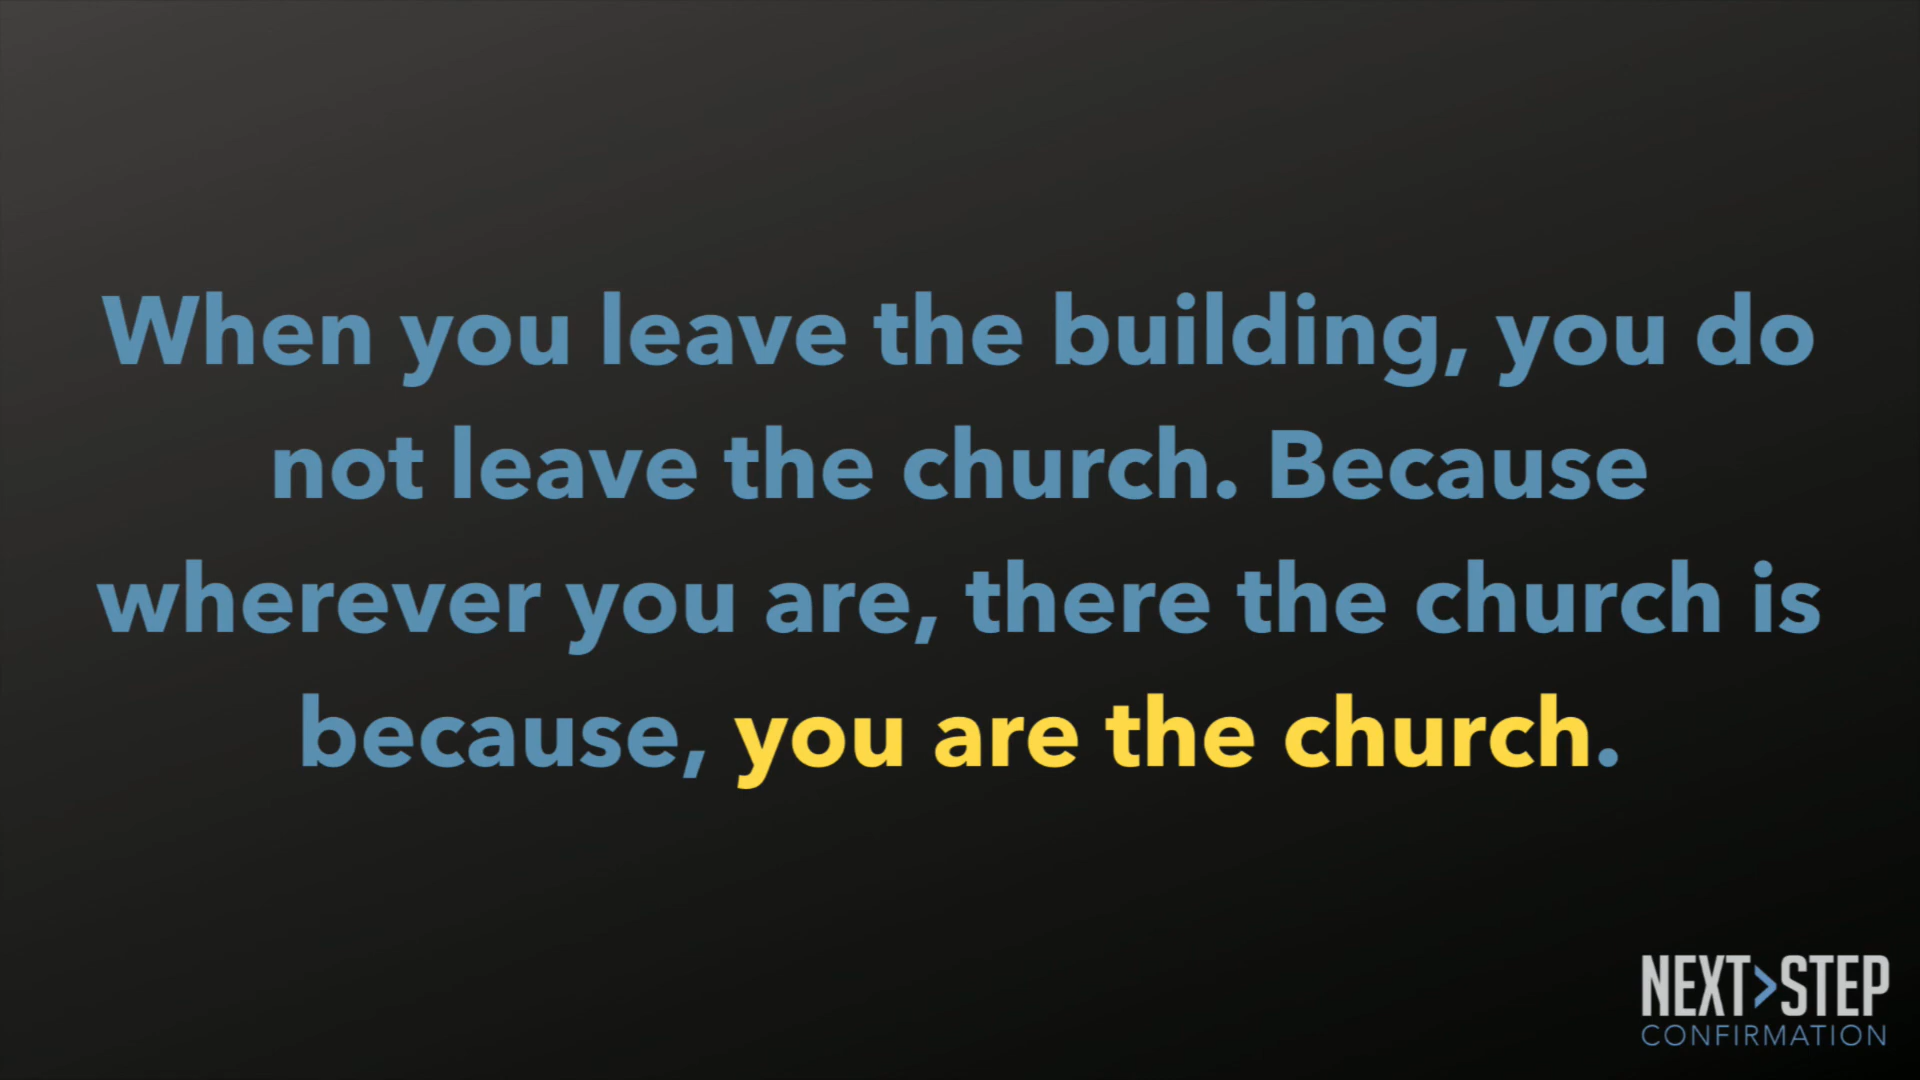 When you leave the building, you do
not leave the church. Because
wherever you are, there the church is
because, you are the church.
NEXT>STEP
CONFIRMATION